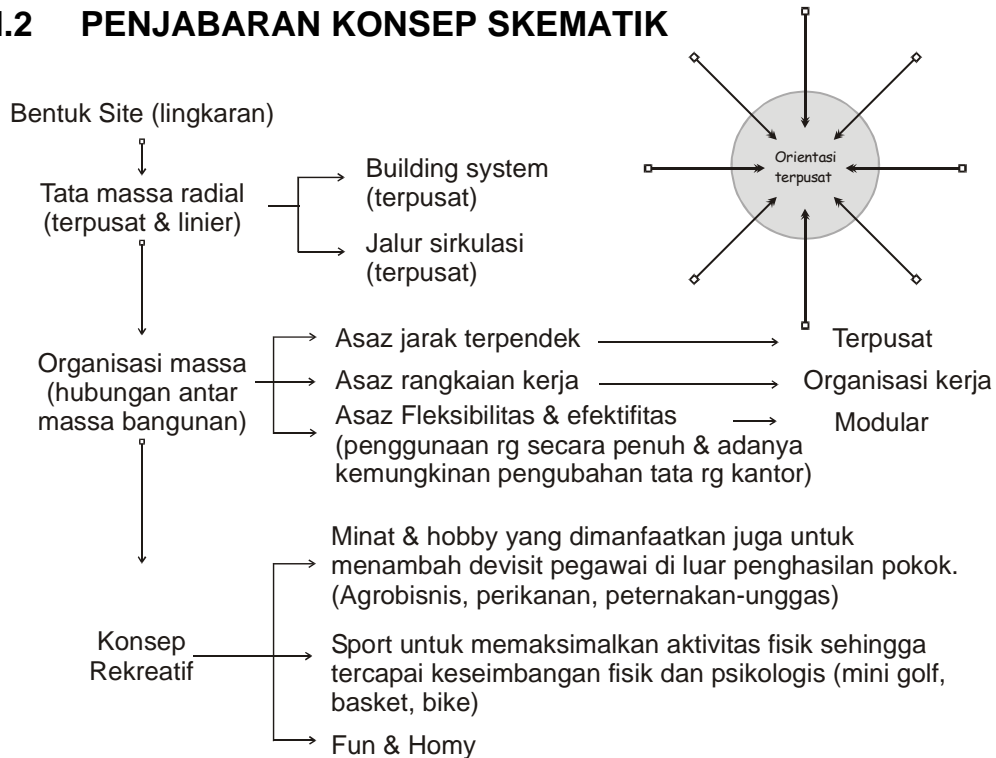 .2 PENJABARAN KONSEP SKEMATIK
Bentuk Site (lingkaran)
Tata massa radial
(terpusat & linier)
Building system
(terpusat)
Jalur sirkulasi
(terpusat)
Orientasi
terpusat
Organisasi massa
(hubungan antar
massa bangunan)
Asaz jarak terpendek
Terpusat
Asaz rangkaian kerja
Organisasi kerja
Asaz Fleksibilitas & efektifitas
(penggunaan rg secara penuh & adanya
kemungkinan pengubahan tata rg kantor)
Modular
Konsep
Rekreatif
Minat & hobby yang dimanfaatkan juga untuk
menambah devisit pegawai di luar penghasilan pokok.
(Agrobisnis, perikanan, peternakan-unggas)
Sport untuk memaksimalkan aktivitas fisik sehingga
tercapai keseimbangan fisik dan psikologis (mini golf,
basket, bike)
Fun & Homy